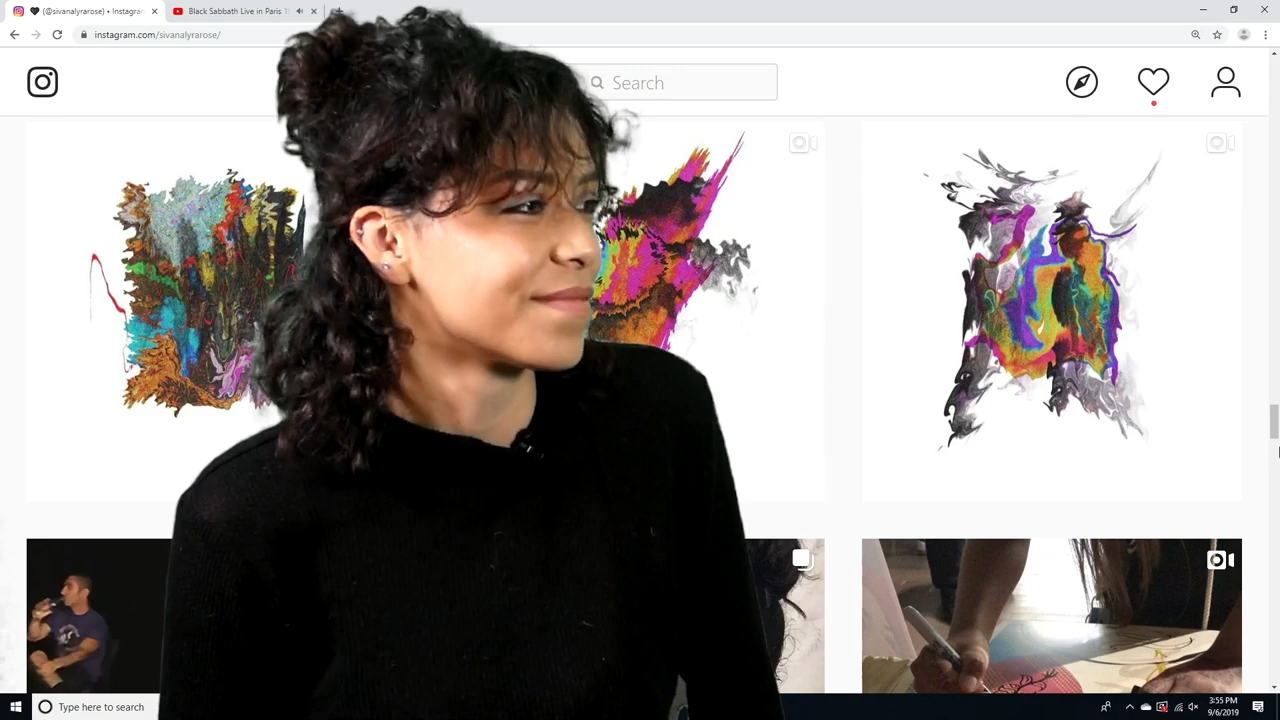 🖤 (@sivanalyrarose) • Instagram
Black Sabbath Live in Paris 1
instagram.com/sivanalyrarose/
Search
Type here to search
3:55 PM
9/6/2019